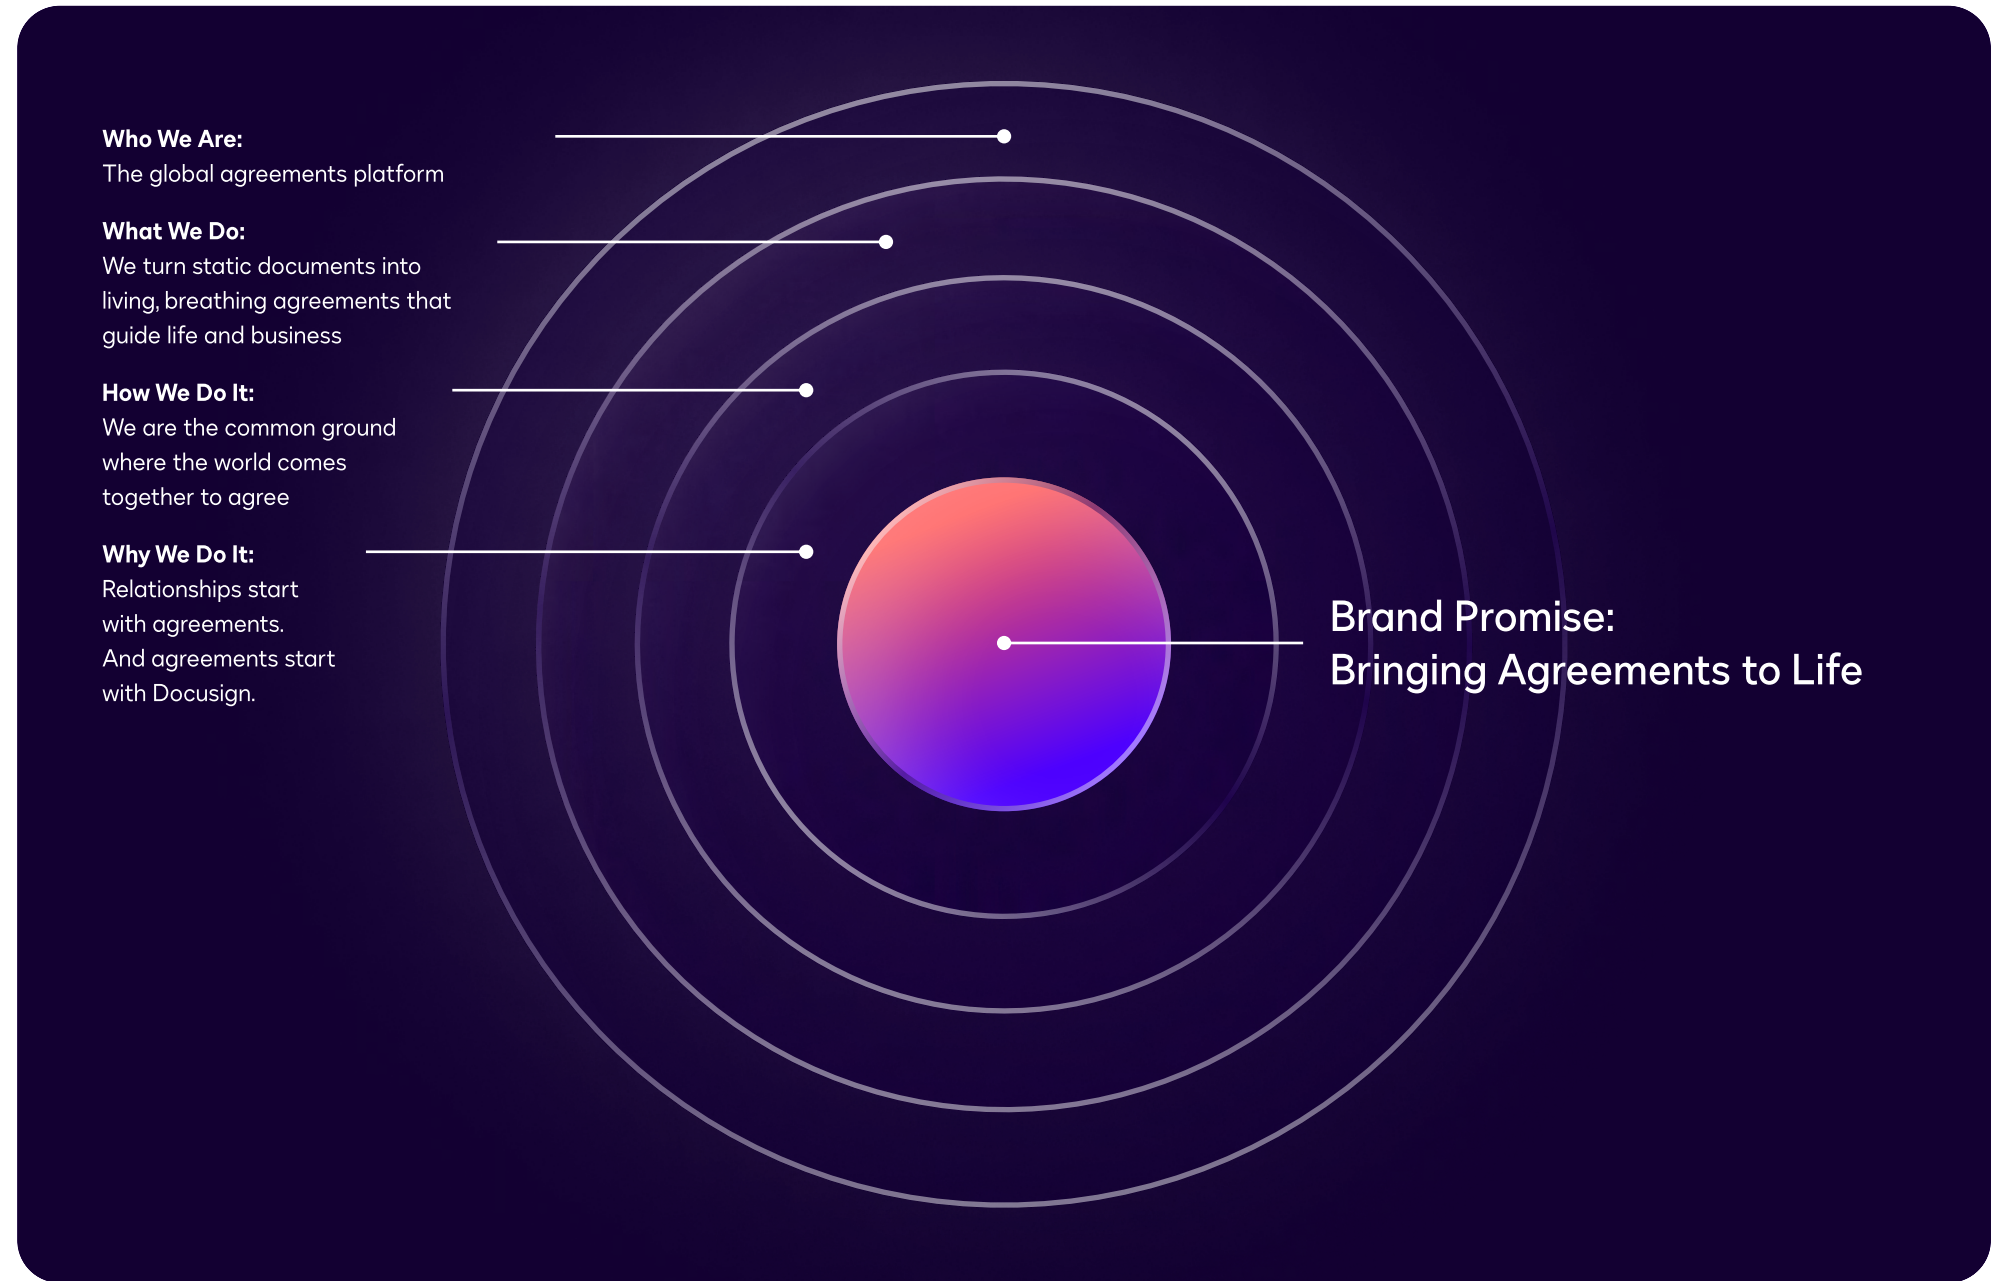 Who We Are:
The global agreements platform
What We Do:
We turn static documents into
living, breathing agreements that
guide life and business
How We Do It:
We are the common ground
where the world comes
together to agree
Why We Do It:
Relationships start
with agreements.
And agreements start
with Docusign.
Brand Promise:
Bringing Agreements to Life